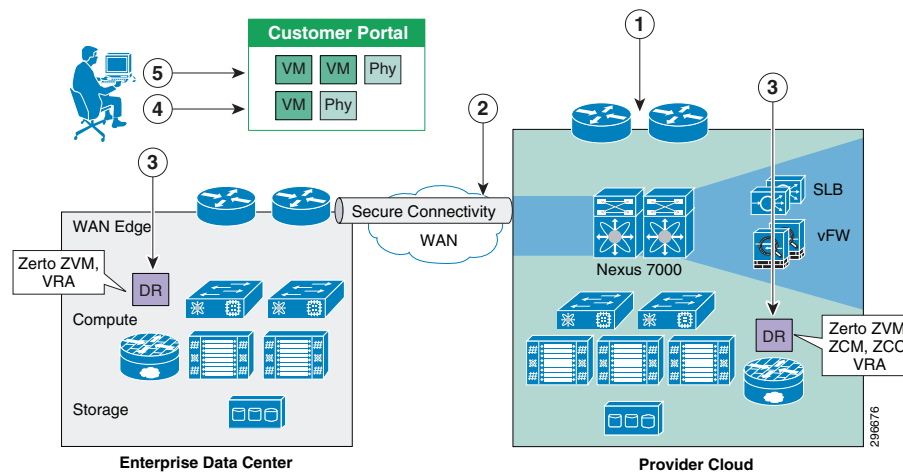 Customer Portal
VM VM Phy
VM Phy
5
4
1
2
3
3
Secure Connectivity
WAN
WAN Edge
Zerto ZVM,
VRA
DR
Compute
Storage
SLB
vFW
Nexus 7000
DR
Zerto ZVM
ZCM, ZCC
VRA
296676
Enterprise Data Center
Provider Cloud